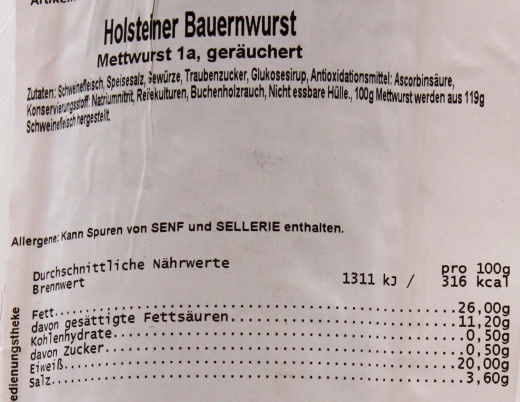 Holsteiner Bauernwurst
Mettwurst 1a, geräuchert
Zutaten: Schweinefleisch, Speisesalz, Gewürze, Traubenzucker, Glukosesirup, Antioxidationsmittel: Ascorbinsäure,
Konservierungsstoff: Natriumnitrit, Reifekulturen, Buchenholzrauch, Nicht essbare Hülle., 100g Mettwurst werden aus 119g
Schweinefleisch hergestellt.
Allergene: Kann Spuren von SENF und SELLERIE enthalten.
Durchschnittliche Nährwerte pro 100g
Brennwert 1311 kJ / 316 kcal
Fett..........26,00g
davon gesättigte Fettsäuren..........11,20g
Kohlenhydrate..........0,50g
davon Zucker..........0,50g
Eiweiß..........20,00g
Salz..........3,60g
edienungstheke